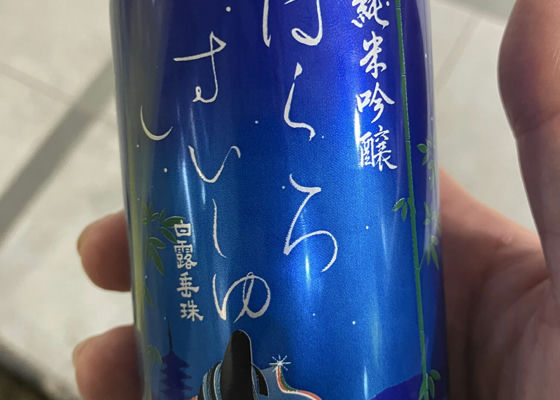 純米吟醸
はくろ
すいしゅ
白露垂珠